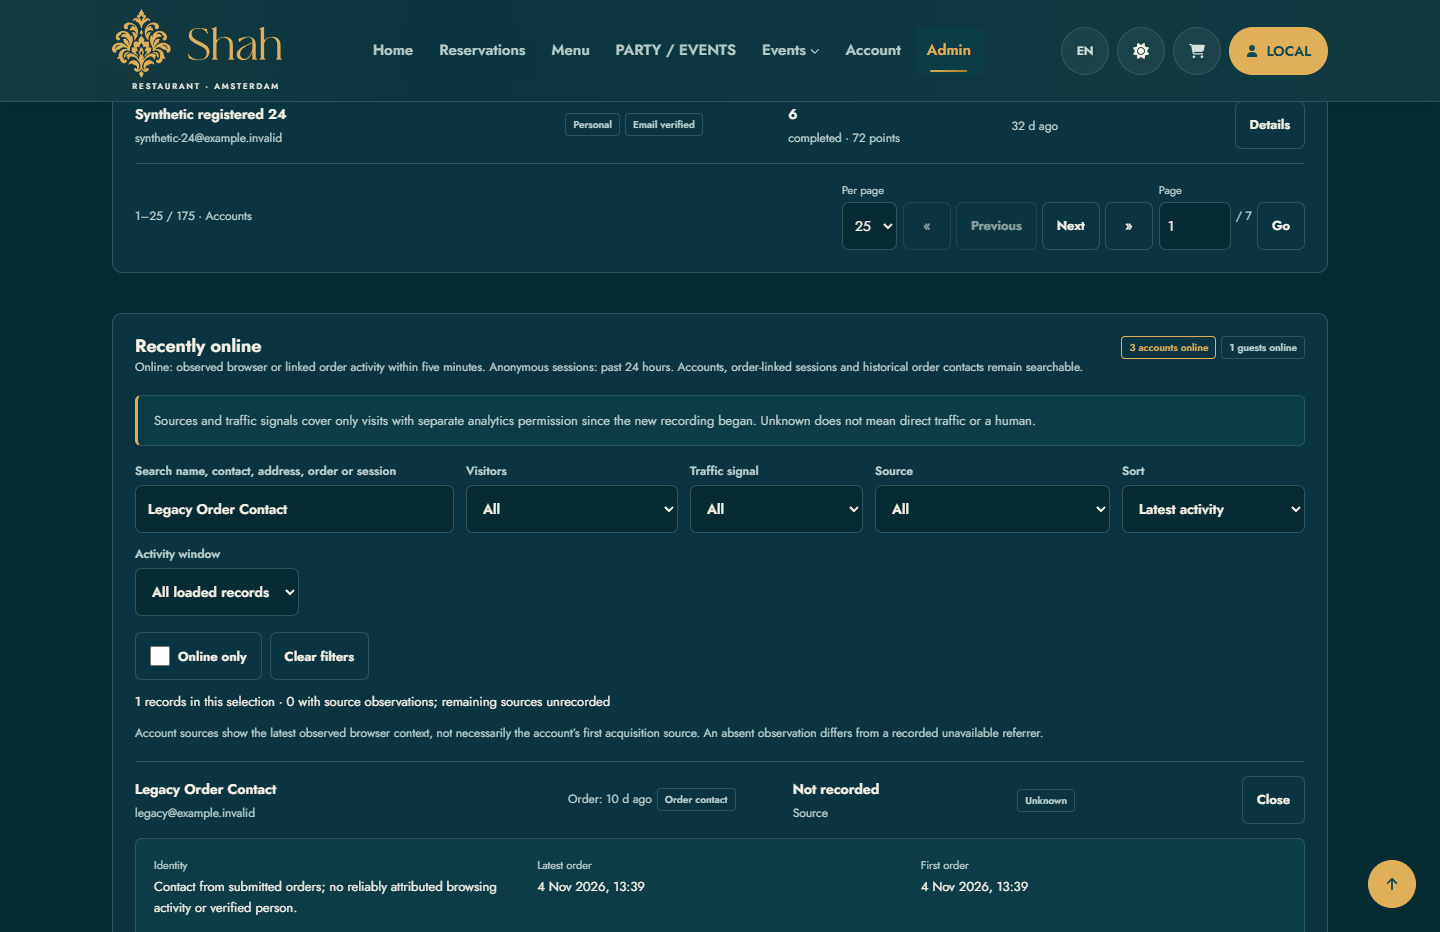 Shah
RESTAURANT · AMSTERDAM
Home Reservations Menu PARTY / EVENTS Events Account Admin
EN LOCAL
Synthetic registered 24
synthetic-24@example.invalid
Personal Email verified
6
completed · 72 points
32 d ago
Details
1–25 / 175 · Accounts
Per page
25
«
Previous
Next
»
Page
1
/ 7
Go
Recently online
3 accounts online 1 guests online
Online: observed browser or linked order activity within five minutes. Anonymous sessions: past 24 hours. Accounts, order-linked sessions and historical order contacts remain searchable.
Sources and traffic signals cover only visits with separate analytics permission since the new recording began. Unknown does not mean direct traffic or a human.
Search name, contact, address, order or session
Legacy Order Contact
Visitors
All
Traffic signal
All
Source
All
Sort
Latest activity
Activity window
All loaded records
Online only
Clear filters
1 records in this selection · 0 with source observations; remaining sources unrecorded
Account sources show the latest observed browser context, not necessarily the account's first acquisition source. An absent observation differs from a recorded unavailable referrer.
Legacy Order Contact
legacy@example.invalid
Order: 10 d ago Order contact
Not recorded
Source
Unknown
Close
Identity
Contact from submitted orders; no reliably attributed browsing
activity or verified person.
Latest order
4 Nov 2026, 13:39
First order
4 Nov 2026, 13:39